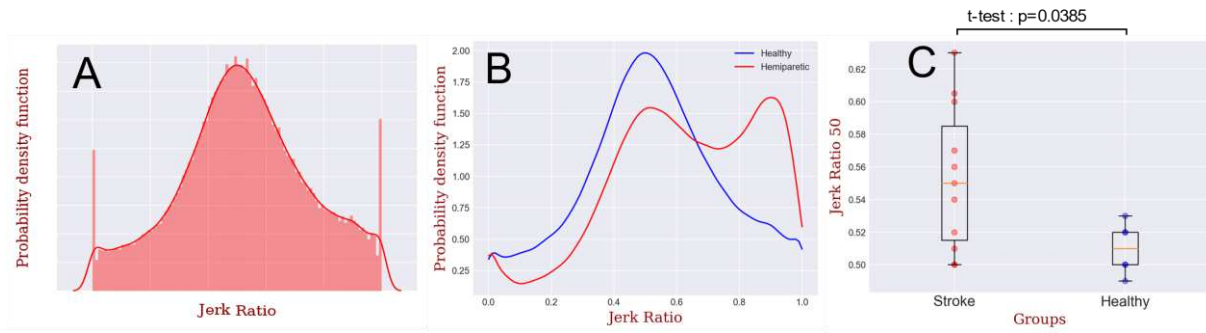 A
Probability density function
Jerk Ratio
B
Probability density function
2.00
1.75
1.50
1.25
1.00
0.75
0.50
0.25
0.0
0.2
0.4
0.6
0.8
1.0
Jerk Ratio
Healthy
Hemiparetic
t-test : p=0.0385
C
Jerk Ratio 50
0.62
0.60
0.58
0.56
0.54
0.52
0.50
Stroke
Healthy
Groups